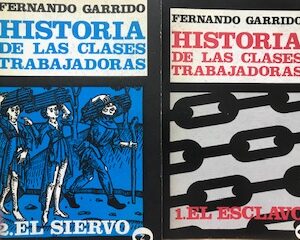 FERNANDO GARRIDO
HISTORIA
DE LAS CLASES
TRABAJADORAS
2. EL SIERVO
FERNANDO GARRIDO
HISTORIA
DE LAS CLASES
TRABAJADORAS
1. EL ESCLAVO